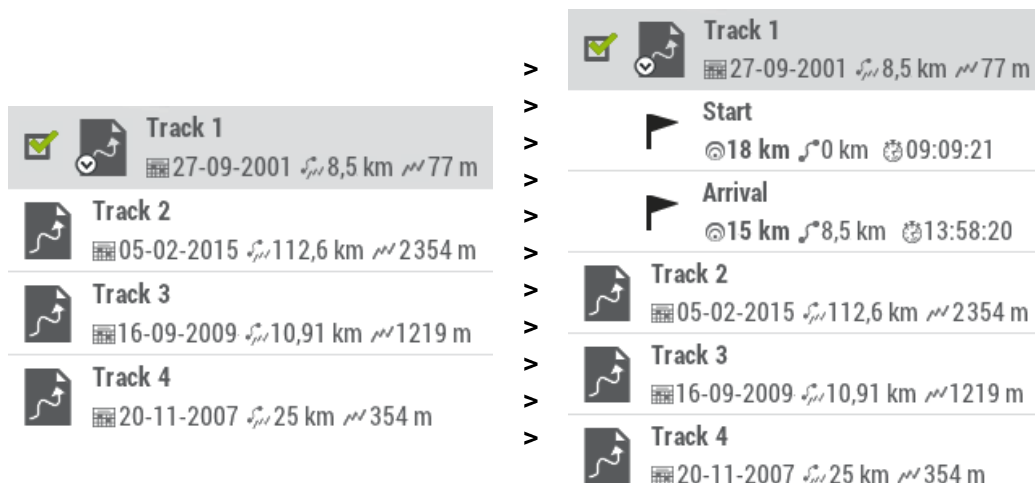 Track 1
27-09-2001 8,5 km 77 m
Track 2
05-02-2015 112,6 km 2354 m
Track 3
16-09-2009 10,91 km 1219 m
Track 4
20-11-2007 25 km 354 m
>
>
>
>
>
>
>
>
>
>
>
Track 1
27-09-2001 8,5 km 77 m
Start
18 km 0 km 09:09:21
Arrival
15 km 8,5 km 13:58:20
Track 2
05-02-2015 112,6 km 2354 m
Track 3
16-09-2009 10,91 km 1219 m
Track 4
20-11-2007 25 km 354 m